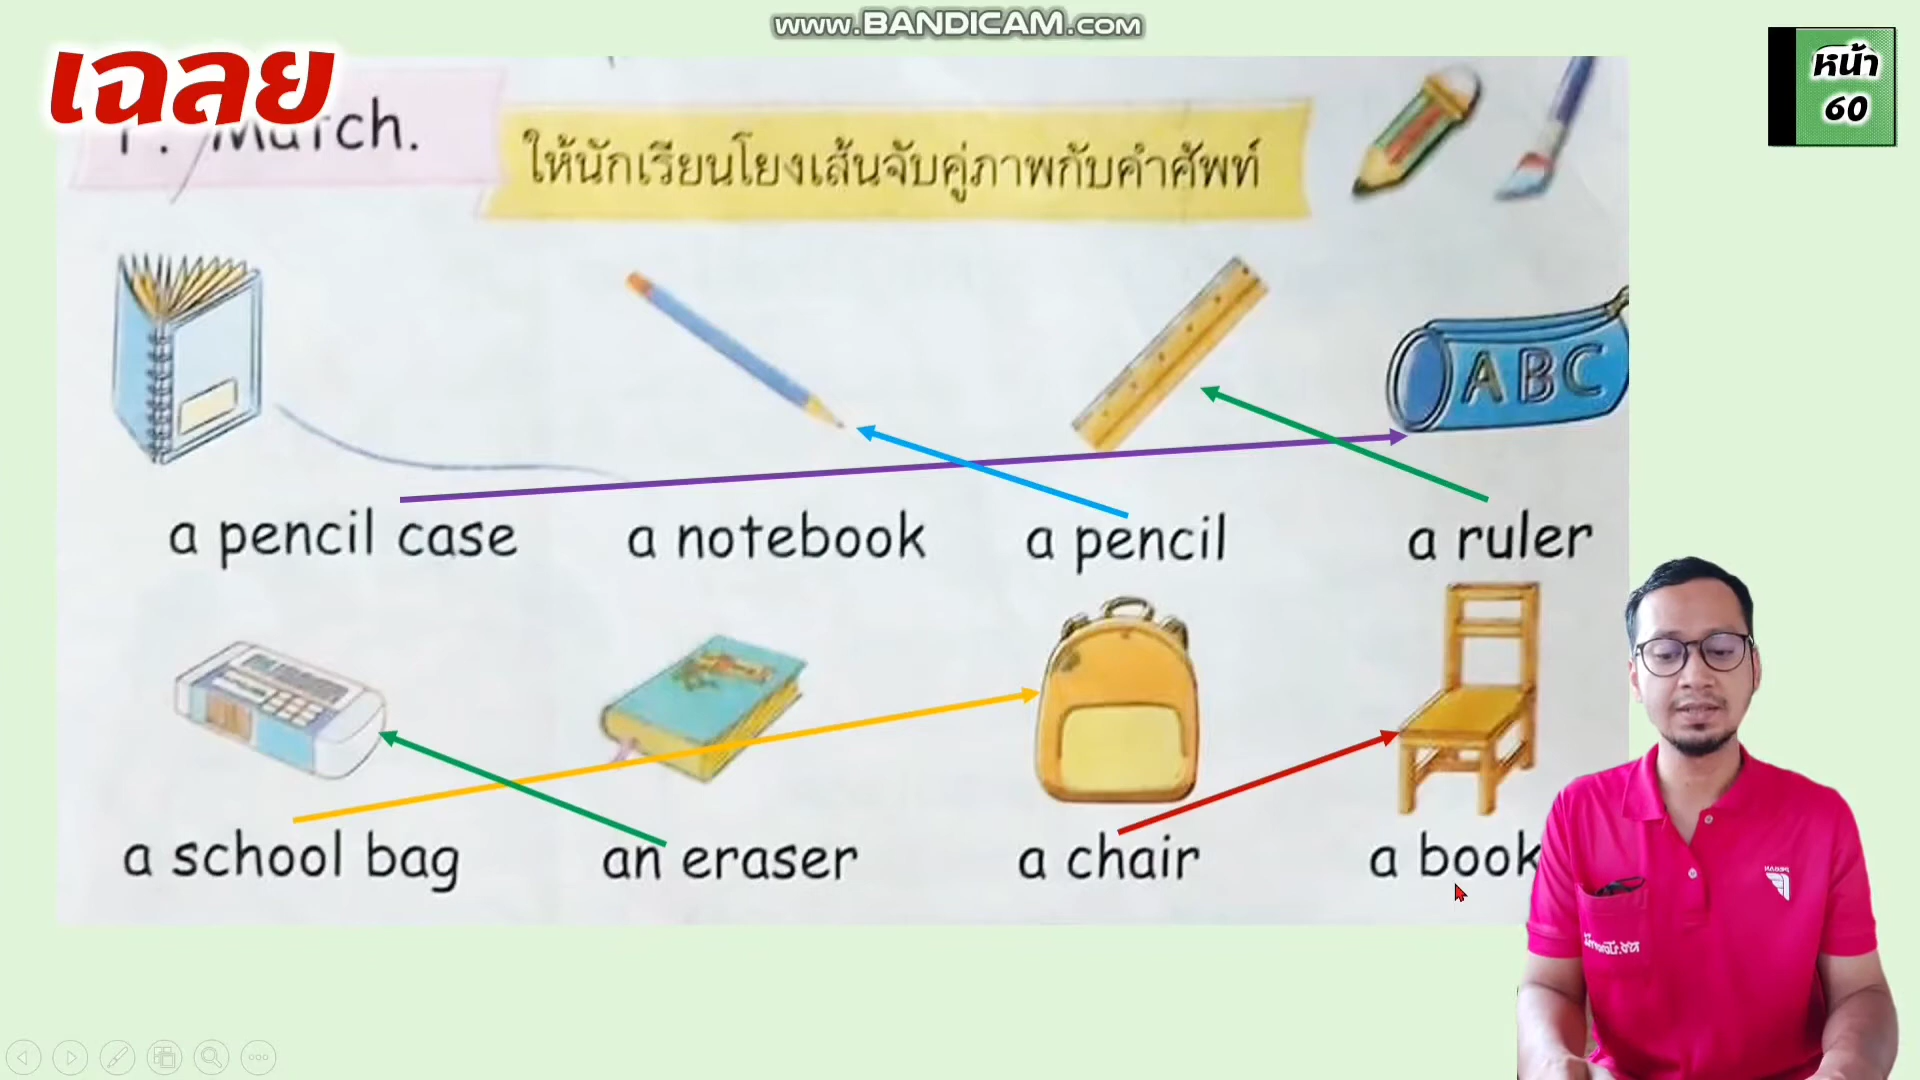 www.BANDICAM.com
เฉลย
หน้า
60
1. Match.
ให้นักเรียนโยงเส้นจับคู่ภาพกับคำศัพท์
ABC
a pencil case
a notebook
a pencil
a ruler
a school bag
an eraser
a chair
a book